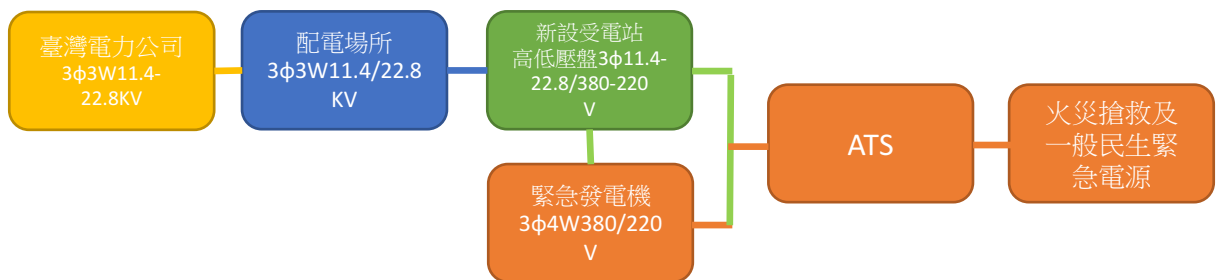 臺灣電力公司
3ϕ3W11.4-
22.8KV
配電場所
3ϕ3W11.4/22.8
KV
新設受電站
高低壓盤3ϕ11.4-
22.8/380-220
V
緊急發電機
3ϕ4W380/220
V
ATS
火災搶救及
一般民生緊
急電源